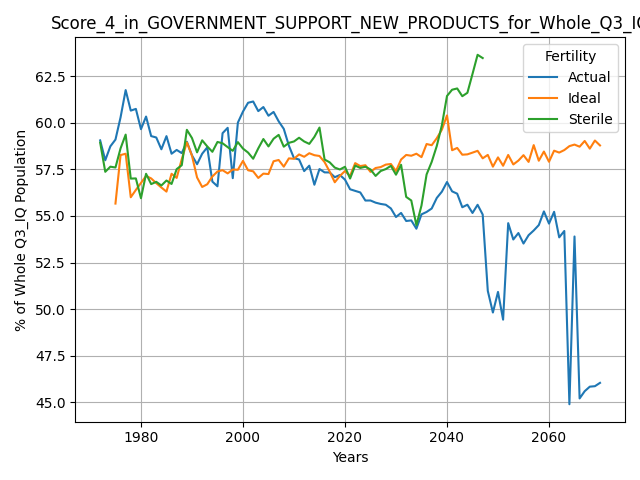 Score_4_in_GOVERNMENT_SUPPORT_NEW_PRODUCTS_for_Whole_Q3_IQ
Fertility
Actual
Ideal
Sterile
% of Whole Q3_IQ Population
62.5
60.0
57.5
55.0
52.5
50.0
47.5
45.0
1980
2000
2020
2040
2060
Years